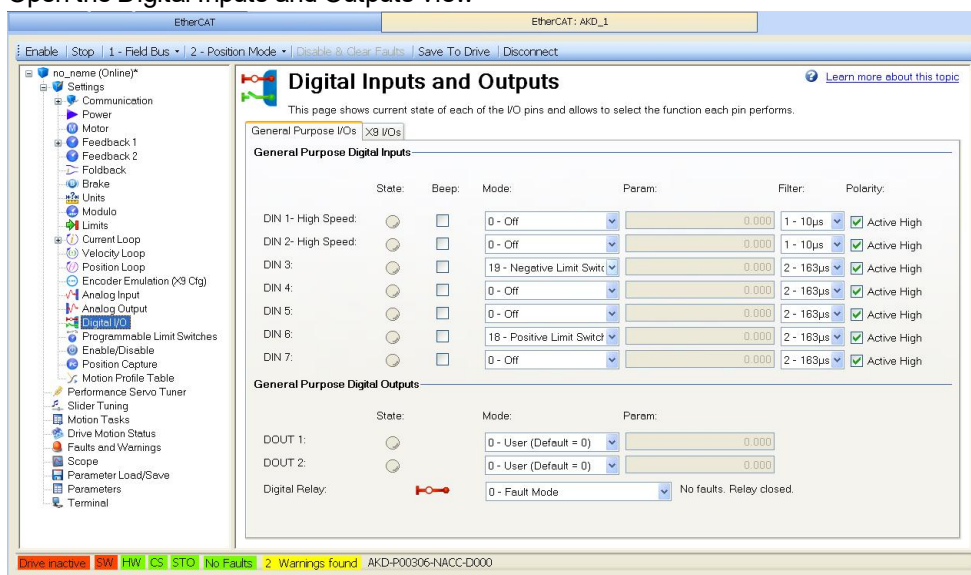 Open the Digital Inputs and Outputs view
EtherCAT
EtherCAT: AKD_1
Enable | Stop | 1 - Field Bus | 2 - Position Mode | Disable & Clear Faults | Save To Drive | Disconnect
no_name (Online)*
Settings
Communication
Power
Motor
Feedback 1
Feedback 2
Foldback
Brake
Units
Modulo
Limits
Current Loop
Velocity Loop
Position Loop
Encoder Emulation (X9 Cfg)
Analog Input
Analog Output
Digital I/O
Programmable Limit Switches
Enable/Disable
Position Capture
Motion Profile Table
Performance Servo Tuner
Slider Tuning
Motion Tasks
Drive Motion Status
Faults and Warnings
Scope
Parameter Load/Save
Parameters
Terminal
Digital Inputs and Outputs
Learn more about this topic
This page shows current state of each of the I/O pins and allows to select the function each pin performs.
General Purpose I/Os X9 I/Os
General Purpose Digital Inputs
State: Beep: Mode: Param: Filter: Polarity:
DIN 1- High Speed: 0 - Off 0.000 1 - 10µs Active High
DIN 2- High Speed: 0 - Off 0.000 1 - 10µs Active High
DIN 3: 19 - Negative Limit Switc 0.000 2 - 163µs Active High
DIN 4: 0 - Off 0.000 2 - 163µs Active High
DIN 5: 0 - Off 0.000 2 - 163µs Active High
DIN 6: 18 - Positive Limit Switch 0.000 2 - 163µs Active High
DIN 7: 0 - Off 0.000 2 - 163µs Active High
General Purpose Digital Outputs
State: Mode: Param:
DOUT 1: 0 - User (Default = 0) 0.000
DOUT 2: 0 - User (Default = 0) 0.000
Digital Relay: 0 - Fault Mode No faults. Relay closed.
Drive inactive SW HW CS STO No Faults 2 Warnings found AKD-P00306-NACC-D000